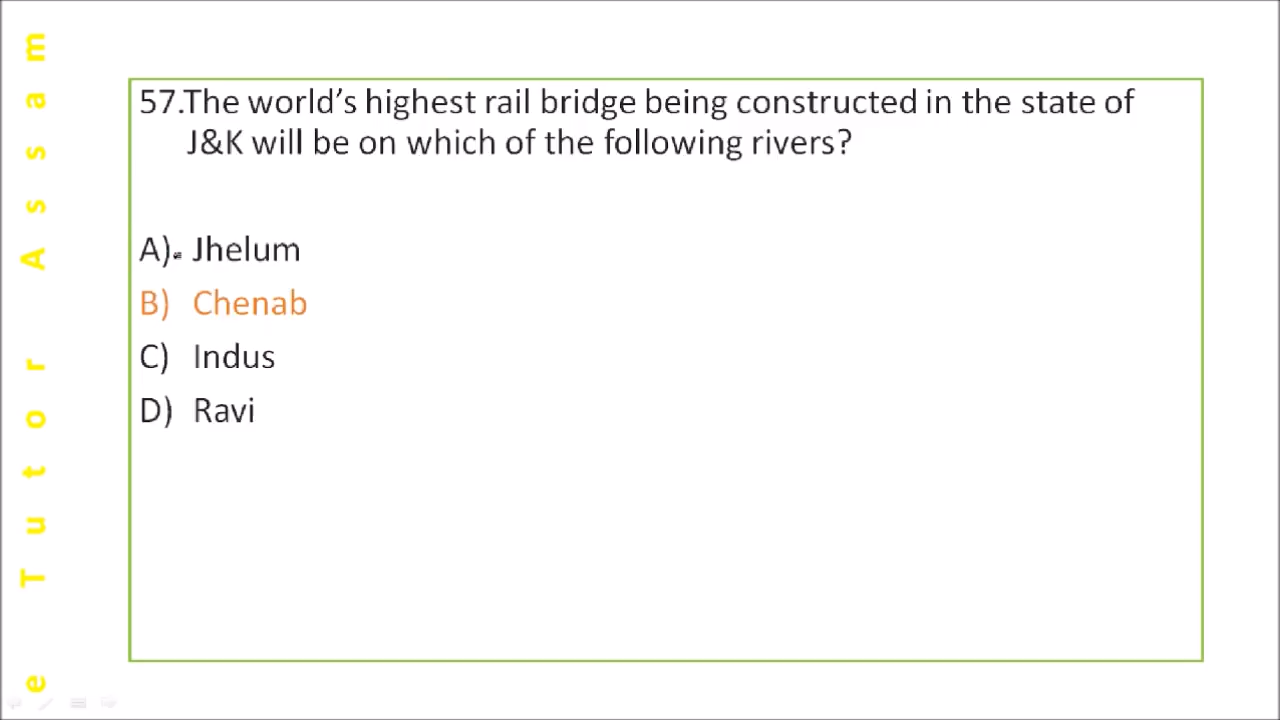 57.The world's highest rail bridge being constructed in the state of
J&K will be on which of the following rivers?
A) Jhelum
B) Chenab
C) Indus
D) Ravi
e Tutor Assam